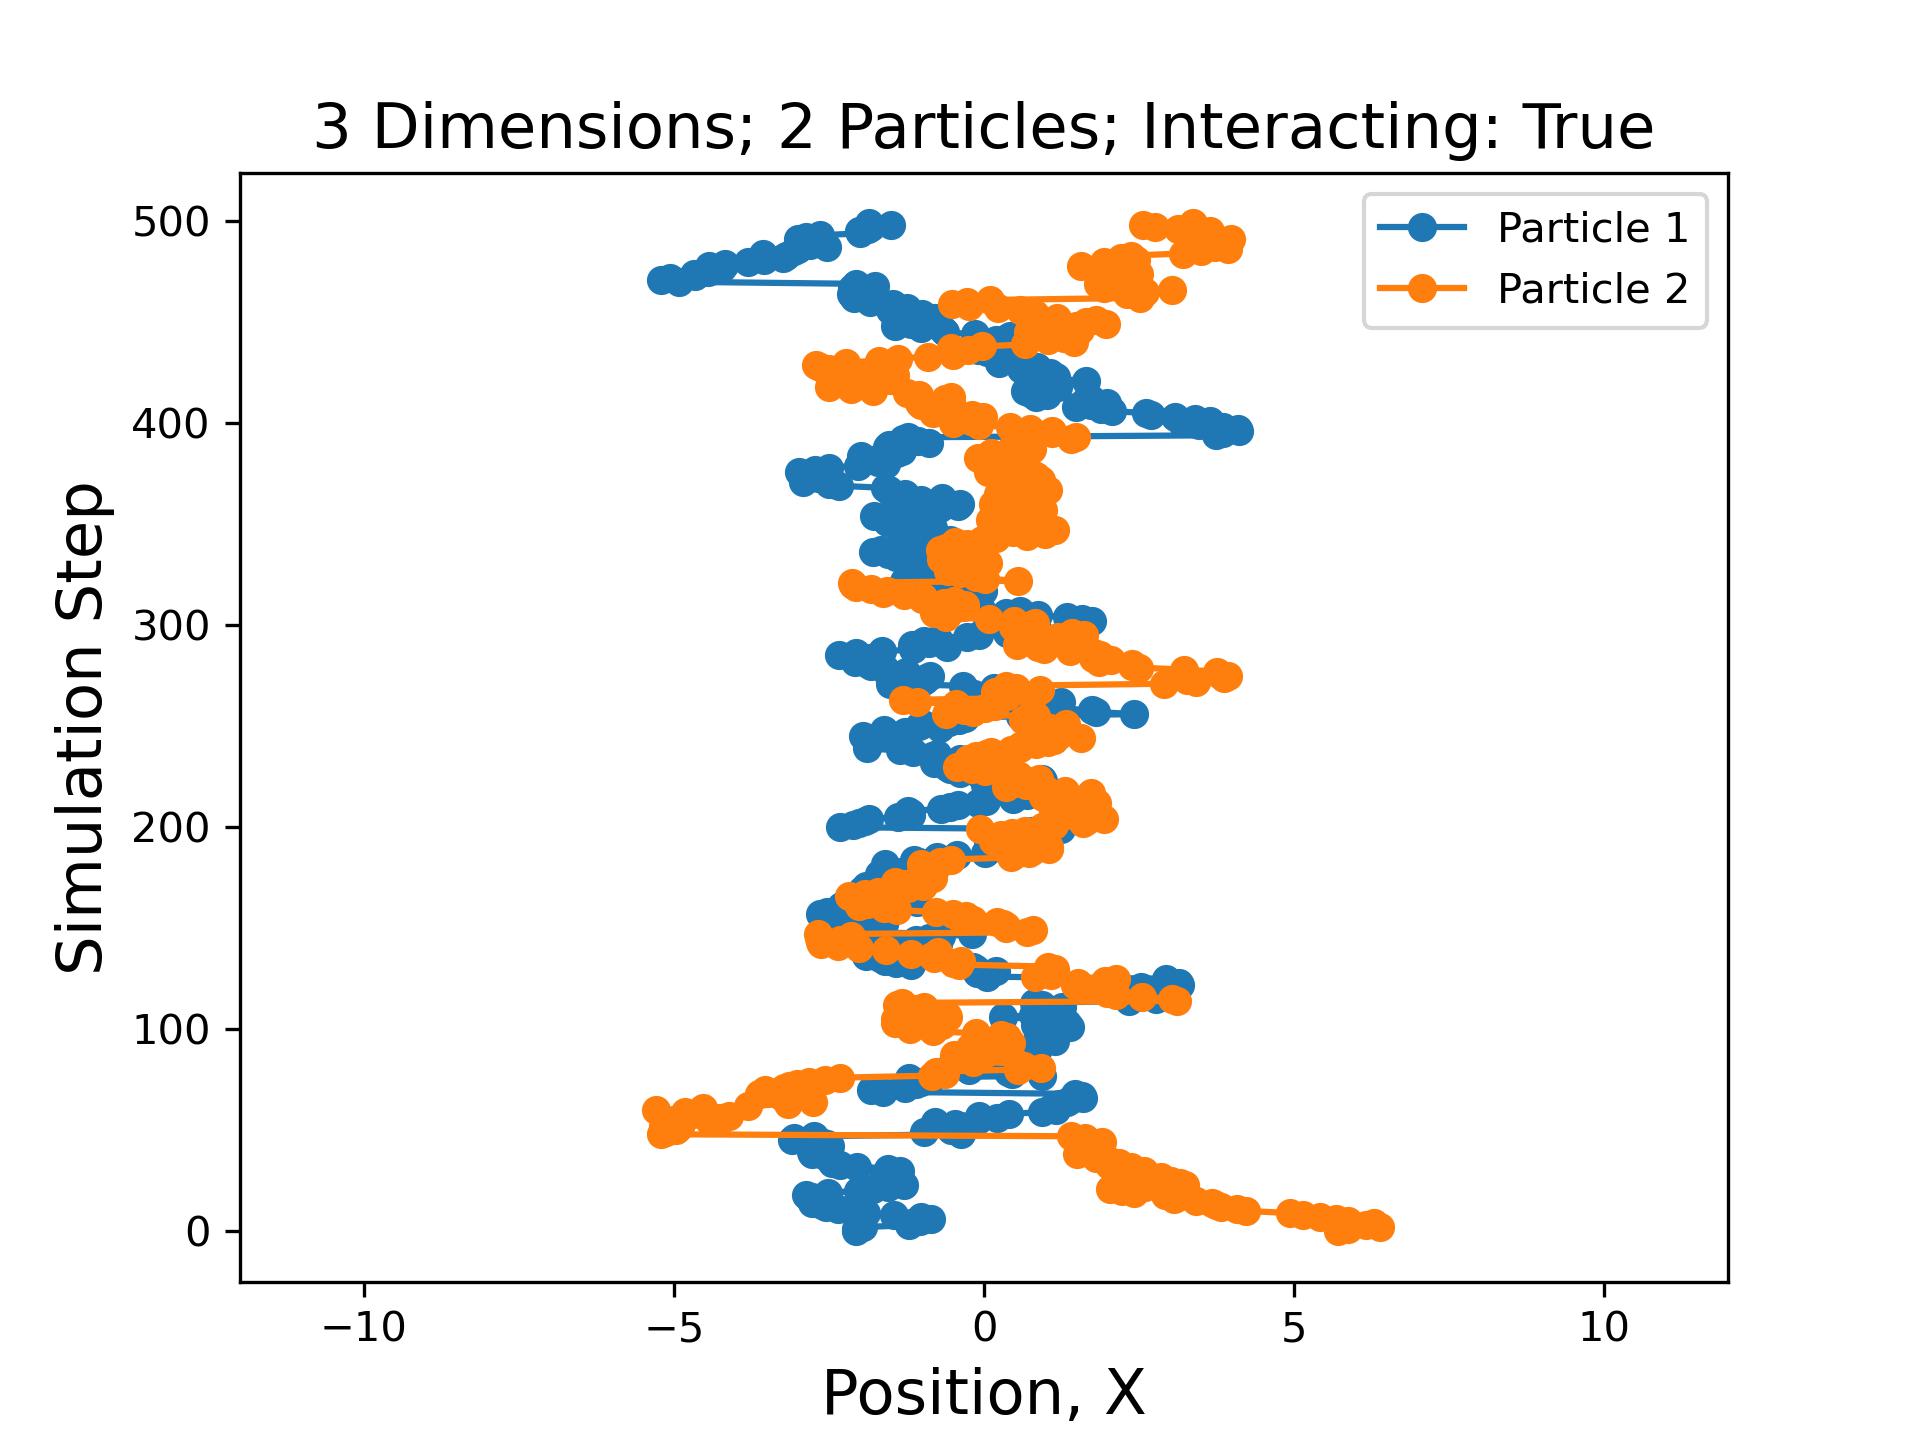 3 Dimensions; 2 Particles; Interacting: True
Particle 1
Particle 2
500
400
300
200
100
0
Simulation Step
−10
−5
0
5
10
Position, X